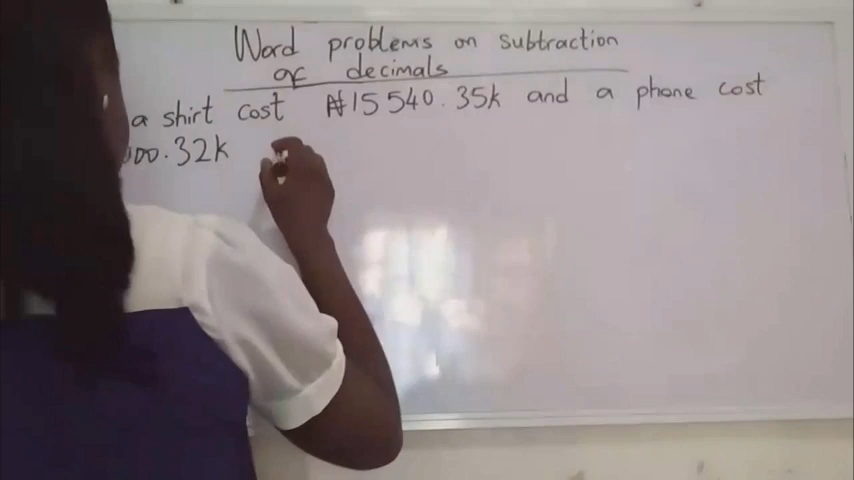 Word problems on subtraction
of decimals
a shirt cost ₦15 540.35k and a phone cost
00.32k